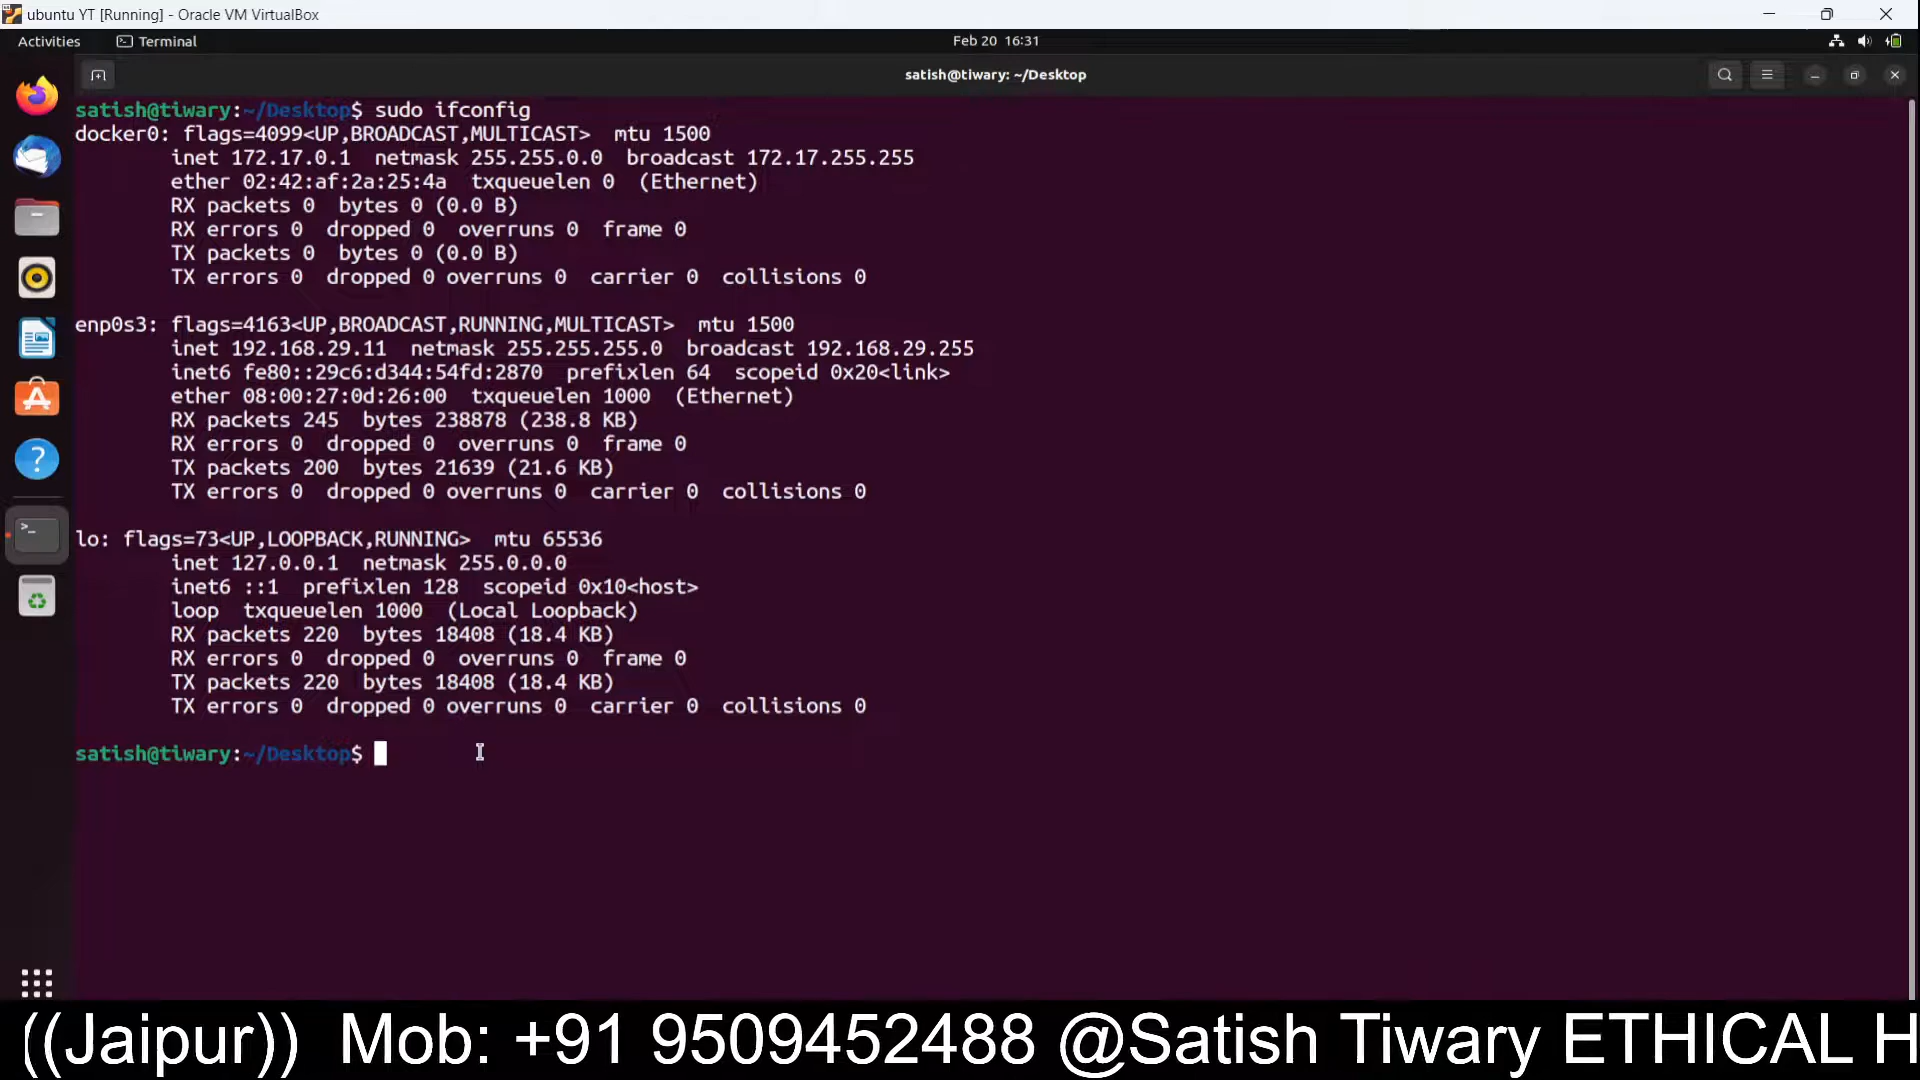 ubuntu YT [Running] - Oracle VM VirtualBox
Activities Terminal Feb 20 16:31
satish@tiwary: ~/Desktop
satish@tiwary:~/Desktop$ sudo ifconfig
docker0: flags=4099<UP,BROADCAST,MULTICAST>  mtu 1500
        inet 172.17.0.1  netmask 255.255.0.0  broadcast 172.17.255.255
        ether 02:42:af:2a:25:4a  txqueuelen 0  (Ethernet)
        RX packets 0  bytes 0 (0.0 B)
        RX errors 0  dropped 0  overruns 0  frame 0
        TX packets 0  bytes 0 (0.0 B)
        TX errors 0  dropped 0 overruns 0  carrier 0  collisions 0
enp0s3: flags=4163<UP,BROADCAST,RUNNING,MULTICAST>  mtu 1500
        inet 192.168.29.11  netmask 255.255.255.0  broadcast 192.168.29.255
        inet6 fe80::29c6:d344:54fd:2870  prefixlen 64  scopeid 0x20<link>
        ether 08:00:27:0d:26:00  txqueuelen 1000  (Ethernet)
        RX packets 245  bytes 238878 (238.8 KB)
        RX errors 0  dropped 0  overruns 0  frame 0
        TX packets 200  bytes 21639 (21.6 KB)
        TX errors 0  dropped 0 overruns 0  carrier 0  collisions 0
lo: flags=73<UP,LOOPBACK,RUNNING>  mtu 65536
        inet 127.0.0.1  netmask 255.0.0.0
        inet6 ::1  prefixlen 128  scopeid 0x10<host>
        loop  txqueuelen 1000  (Local Loopback)
        RX packets 220  bytes 18408 (18.4 KB)
        RX errors 0  dropped 0  overruns 0  frame 0
        TX packets 220  bytes 18408 (18.4 KB)
        TX errors 0  dropped 0 overruns 0  carrier 0  collisions 0
satish@tiwary:~/Desktop$
((Jaipur))  Mob: +91 9509452488 @Satish Tiwary ETHICAL H